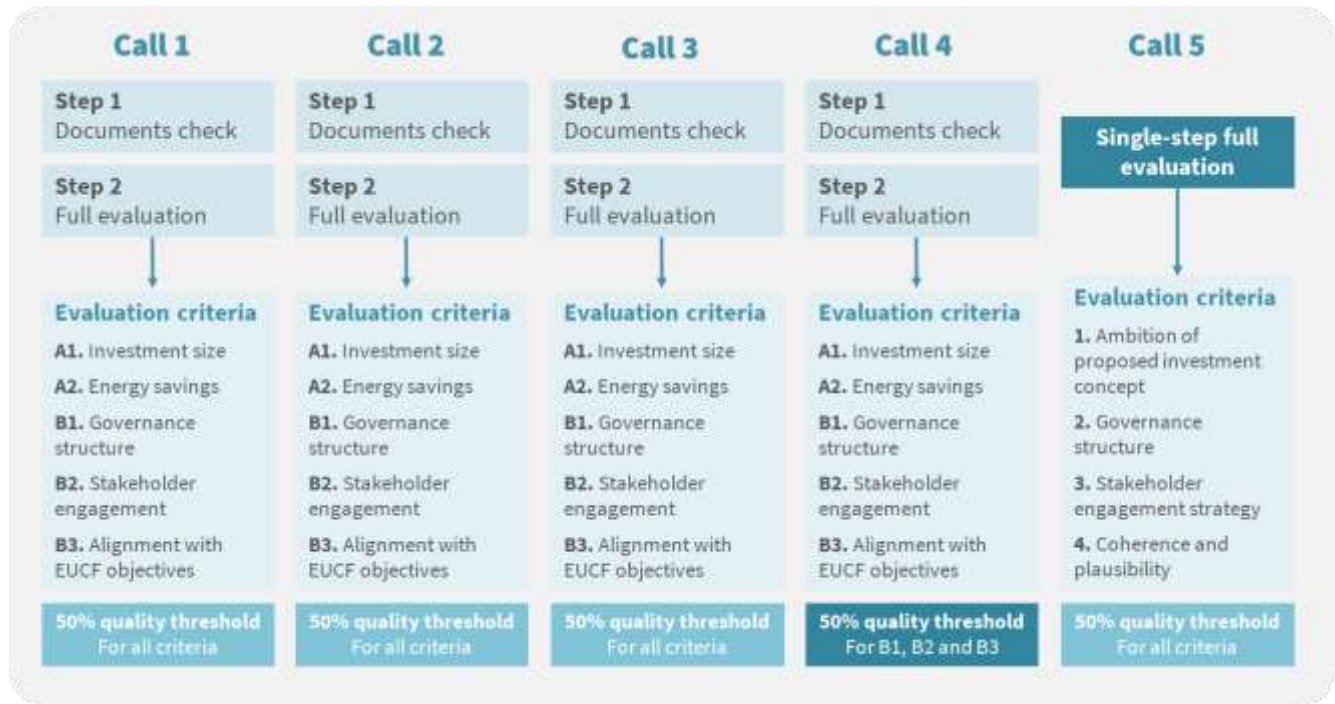 Call 1
Step 1
Documents check
Step 2
Full evaluation
Evaluation criteria
A1. Investment size
A2. Energy savings
B1. Governance
structure
B2. Stakeholder
engagement
B3. Alignment with
EUCF objectives
50% quality threshold
For all criteria
Call 2
Step 1
Documents check
Step 2
Full evaluation
Evaluation criteria
A1. Investment size
A2. Energy savings
B1. Governance
structure
B2. Stakeholder
engagement
B3. Alignment with
EUCF objectives
50% quality threshold
For all criteria
Call 3
Step 1
Documents check
Step 2
Full evaluation
Evaluation criteria
A1. Investment size
A2. Energy savings
B1. Governance
structure
B2. Stakeholder
engagement
B3. Alignment with
EUCF objectives
50% quality threshold
For all criteria
Call 4
Step 1
Documents check
Step 2
Full evaluation
Evaluation criteria
A1. Investment size
A2. Energy savings
B1. Governance
structure
B2. Stakeholder
engagement
B3. Alignment with
EUCF objectives
50% quality threshold
For B1, B2 and B3
Call 5
Single-step full
evaluation
Evaluation criteria
1. Ambition of
proposed investment
concept
2. Governance
structure
3. Stakeholder
engagement strategy
4. Coherence and
plausibility
50% quality threshold
For all criteria